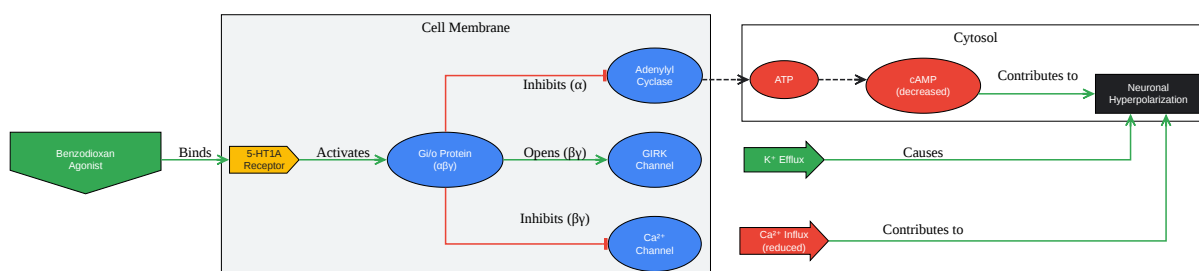 Cell Membrane
Cytosol
Adenylyl
Cyclase
ATP
cAMP
(decreased)
Contributes to
Neuronal
Hyperpolarization
Inhibits (α)
Benzodioxan
Agonist
Binds
5-HT1A
Receptor
Activates
Gi/o Protein
(αβγ)
Opens (βγ)
GIRK
Channel
K⁺ Efflux
Causes
Inhibits (βγ)
Ca²⁺
Channel
Ca²⁺ Influx
(reduced)
Contributes to